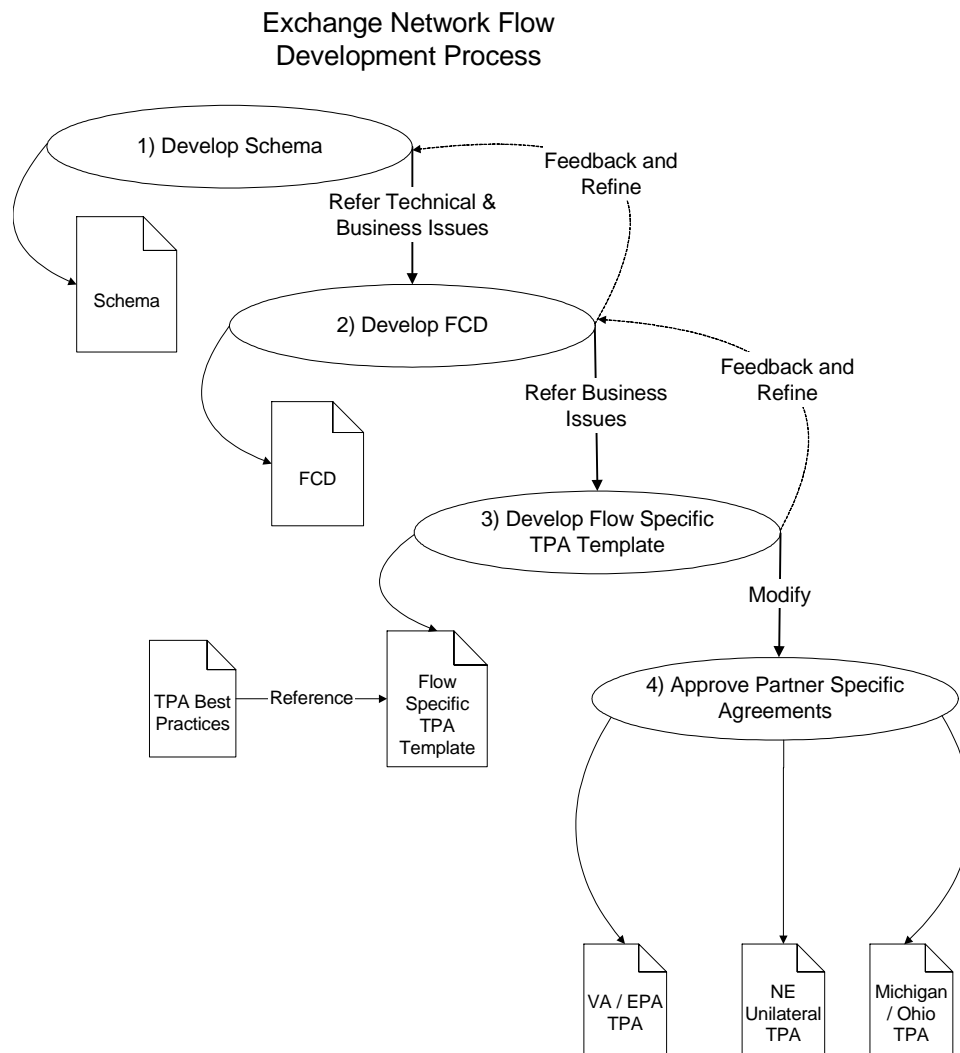 Exchange Network Flow
Development Process
1) Develop Schema
Feedback and
Refine
Refer Technical &
Business Issues
Schema
2) Develop FCD
Feedback and
Refine
Refer Business
Issues
FCD
3) Develop Flow Specific
TPA Template
Modify
TPA Best
Practices
Reference
Flow
Specific
TPA
Template
4) Approve Partner Specific
Agreements
VA / EPA
TPA
NE
Unilateral
TPA
Michigan
/ Ohio
TPA